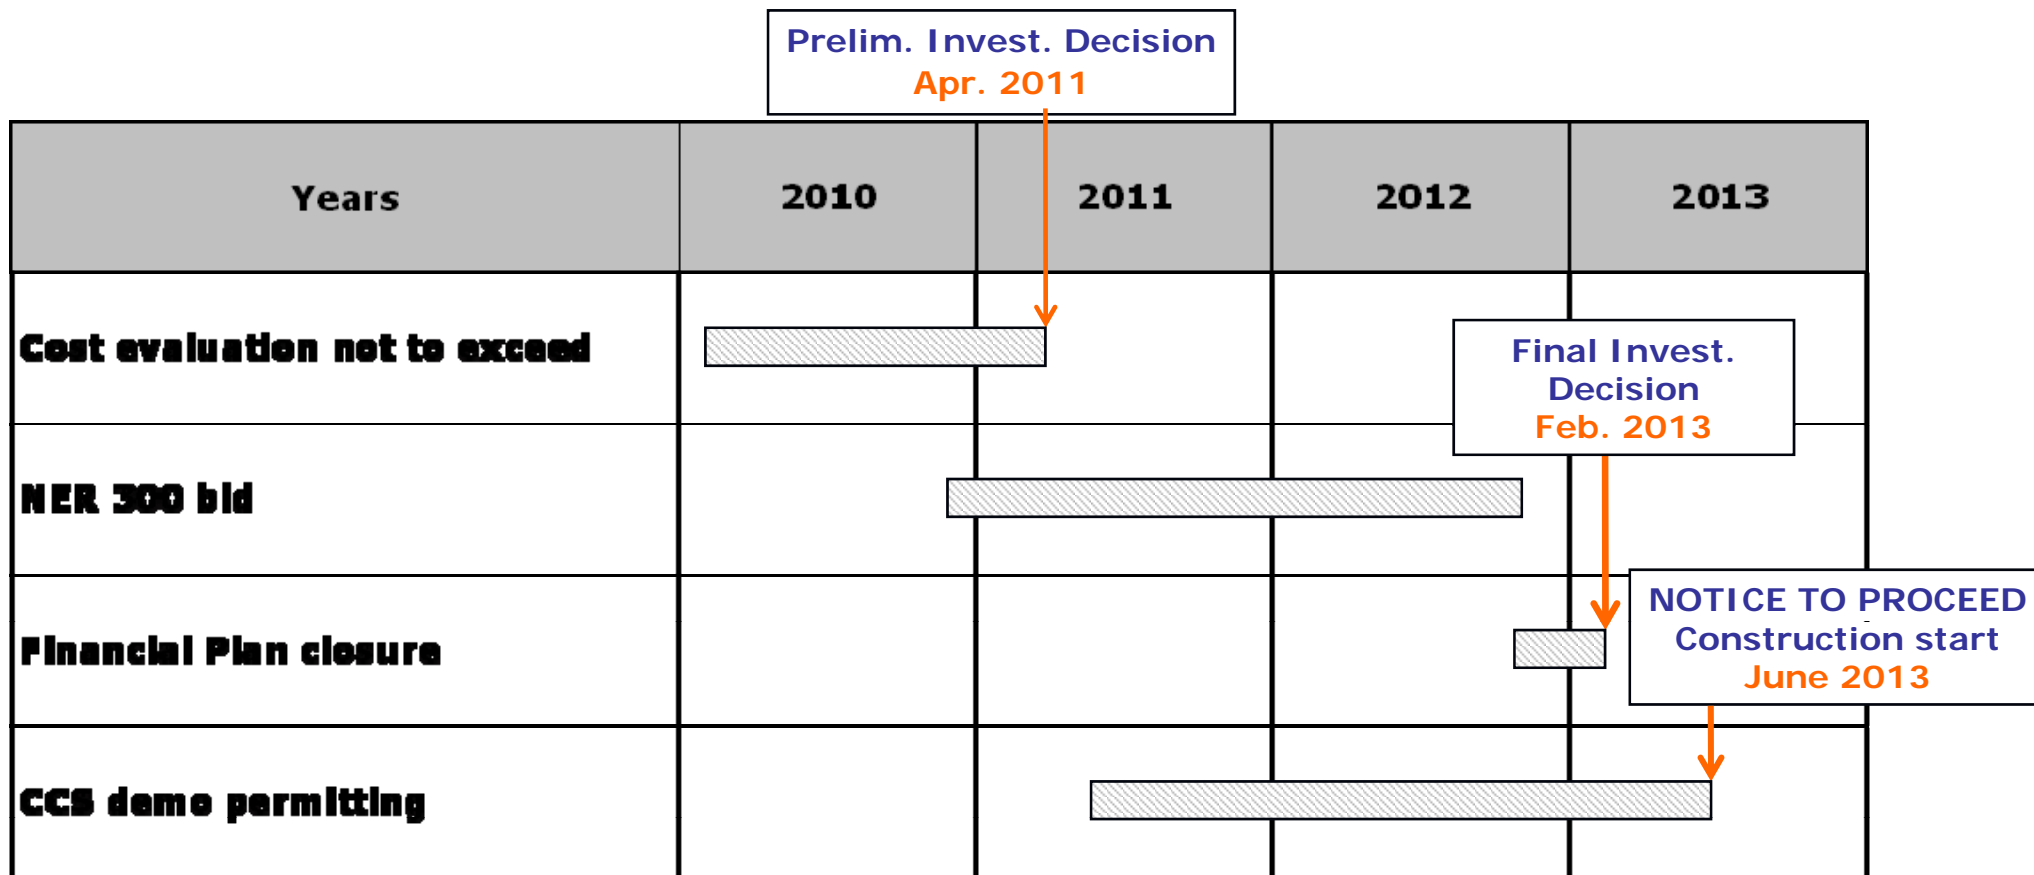 Prelim. Invest. Decision
Apr. 2011
Years 2010 2011 2012 2013
Cost evaluation not to exceed
Final Invest.
Decision
Feb. 2013
NER 300 bid
NOTICE TO PROCEED
Construction start
June 2013
Financial Plan closure
CCS demo permitting